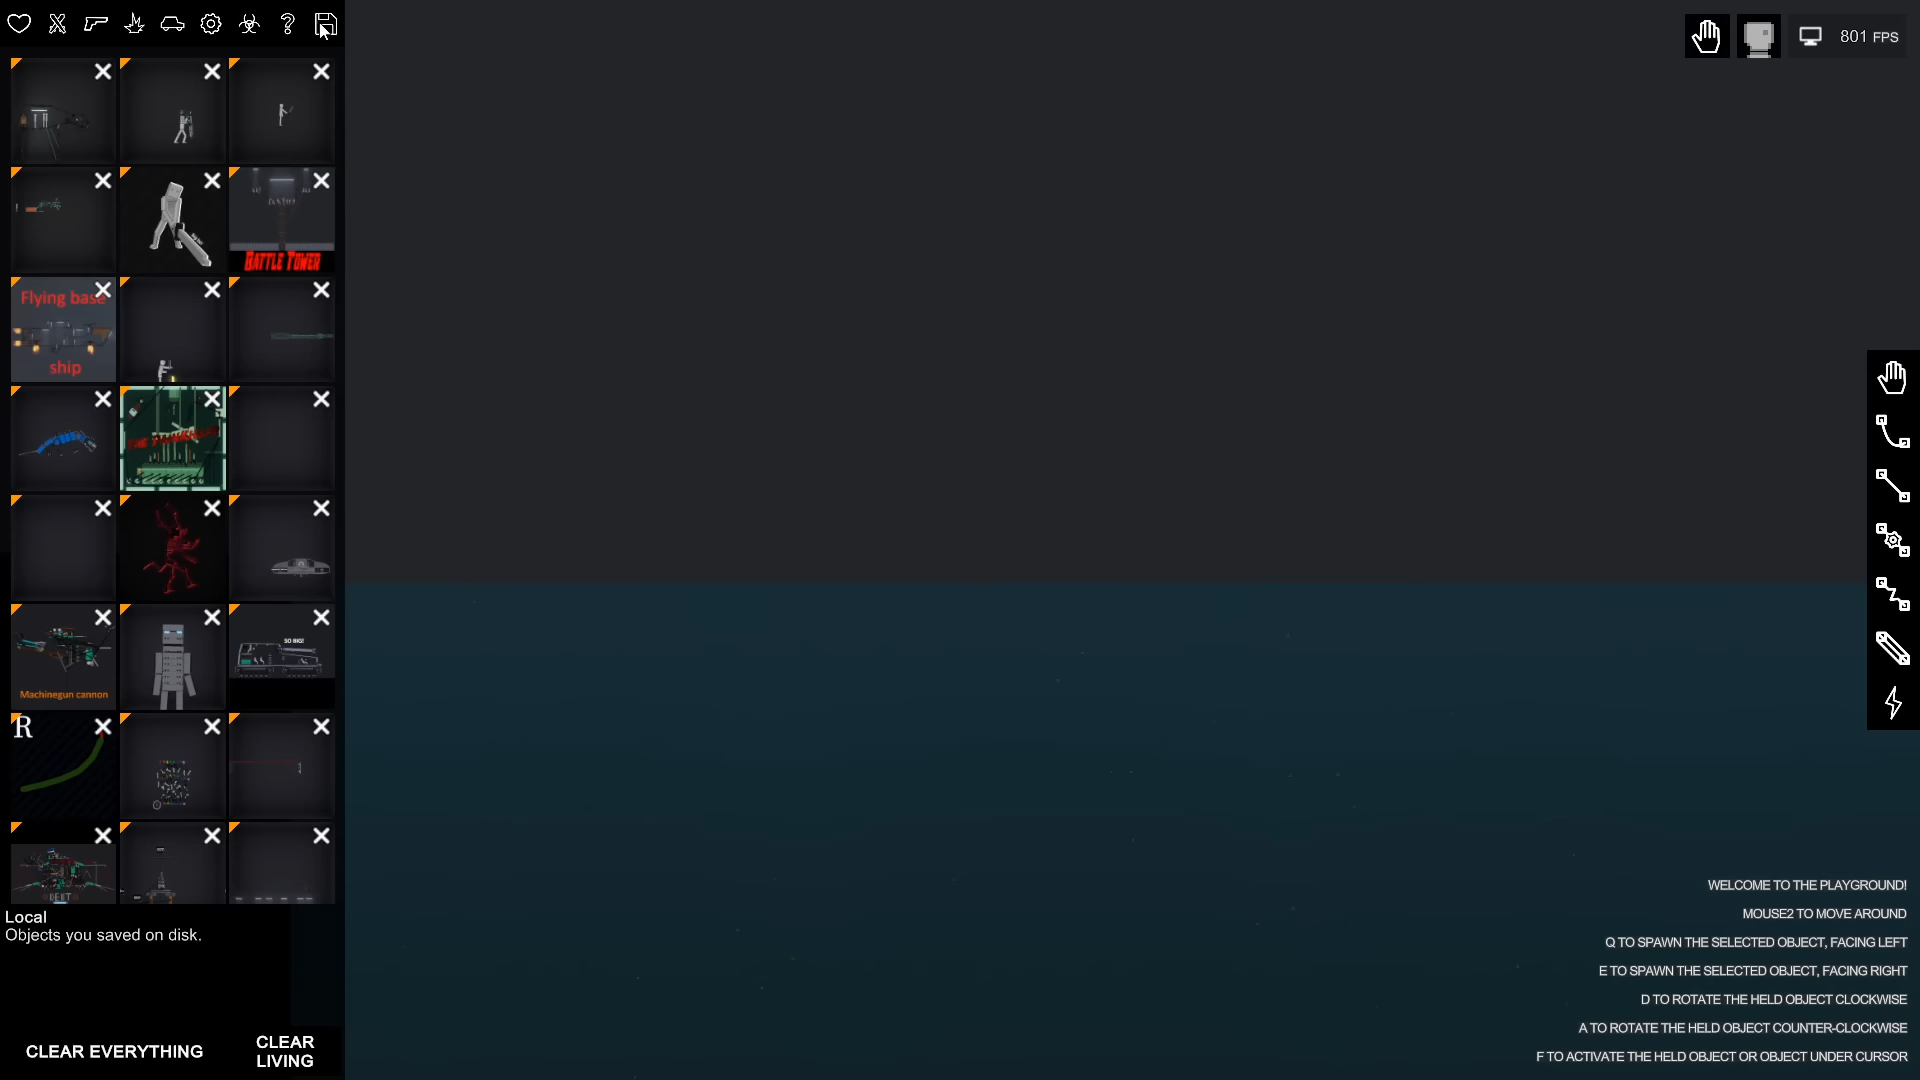 801 FPS
BATTLE TOWER
Flying base
ship
SO BIG!
Machinegun cannon
R
DEBT
Local
Objects you saved on disk.
CLEAR EVERYTHING
CLEAR
LIVING
WELCOME TO THE PLAYGROUND!
MOUSE2 TO MOVE AROUND
Q TO SPAWN THE SELECTED OBJECT, FACING LEFT
E TO SPAWN THE SELECTED OBJECT, FACING RIGHT
D TO ROTATE THE HELD OBJECT CLOCKWISE
A TO ROTATE THE HELD OBJECT COUNTER-CLOCKWISE
F TO ACTIVATE THE HELD OBJECT OR OBJECT UNDER CURSOR